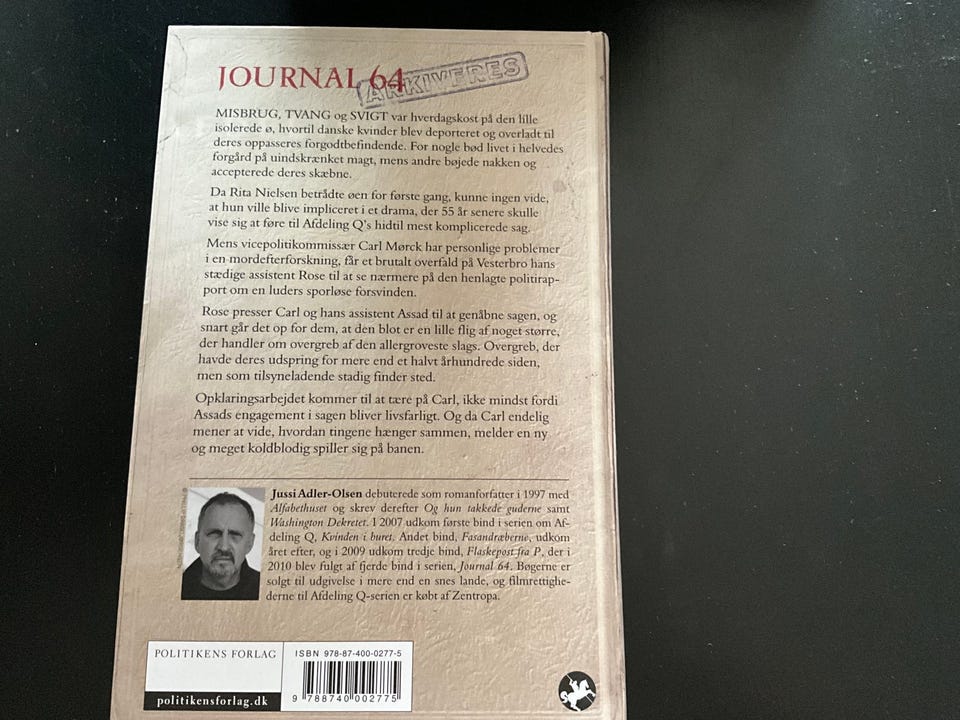 JOURNAL 64
ARKIVERES
MISBRUG, TVANG og SVIGT var hverdagskost på den lille
isolerede ø, hvortil danske kvinder blev deporteret og overladt til
deres oppasseres forgodtbefindende. For nogle bød livet i helvedes
forgård på uindskrænket magt, mens andre bøjede nakken og
accepterede deres skæbne.
Da Rita Nielsen betrådte øen for første gang, kunne ingen vide,
at hun ville blive impliceret i et drama, der 55 år senere skulle
vise sig at føre til Afdeling Q's hidtil mest komplicerede sag.
Mens vicepolitikommissær Carl Mørck har personlige problemer
i en mordefterforskning, får et brutalt overfald på Vesterbro hans
stædige assistent Rose til at se nærmere på den henlagte politirap-
port om en luders sporløse forsvinden.
Rose presser Carl og hans assistent Assad til at genåbne sagen, og
snart går det op for dem, at den blot er en lille flig af noget større,
der handler om overgreb af den allergroveste slags. Overgreb, der
havde deres udspring for mere end et halvt århundrede siden,
men som tilsyneladende stadig finder sted.
Opklaringsarbejdet kommer til at tære på Carl, ikke mindst fordi
Assads engagement i sagen bliver livsfarligt. Og da Carl endelig
mener at vide, hvordan tingene hænger sammen, melder en ny
og meget koldblodig spiller sig på banen.
Jussi Adler-Olsen debuterede som romanforfatter i 1997 med
Alfabethuset og skrev derefter Og hun takkede guderne samt
Washington Dekretet. I 2007 udkom første bind i serien om Af-
deling Q, Kvinden i buret. Andet bind, Fasandræberne, udkom
året efter, og i 2009 udkom tredje bind, Flaskepost fra P, der i
2010 blev fulgt af fjerde bind i serien, Journal 64. Bøgerne er
solgt til udgivelse i mere end en snes lande, og filmrettighe-
derne til Afdeling Q-serien er købt af Zentropa.
POLITIKENS FORLAG
politikensforlag.dk
ISBN 978-87-400-0277-5
9 788740 002775